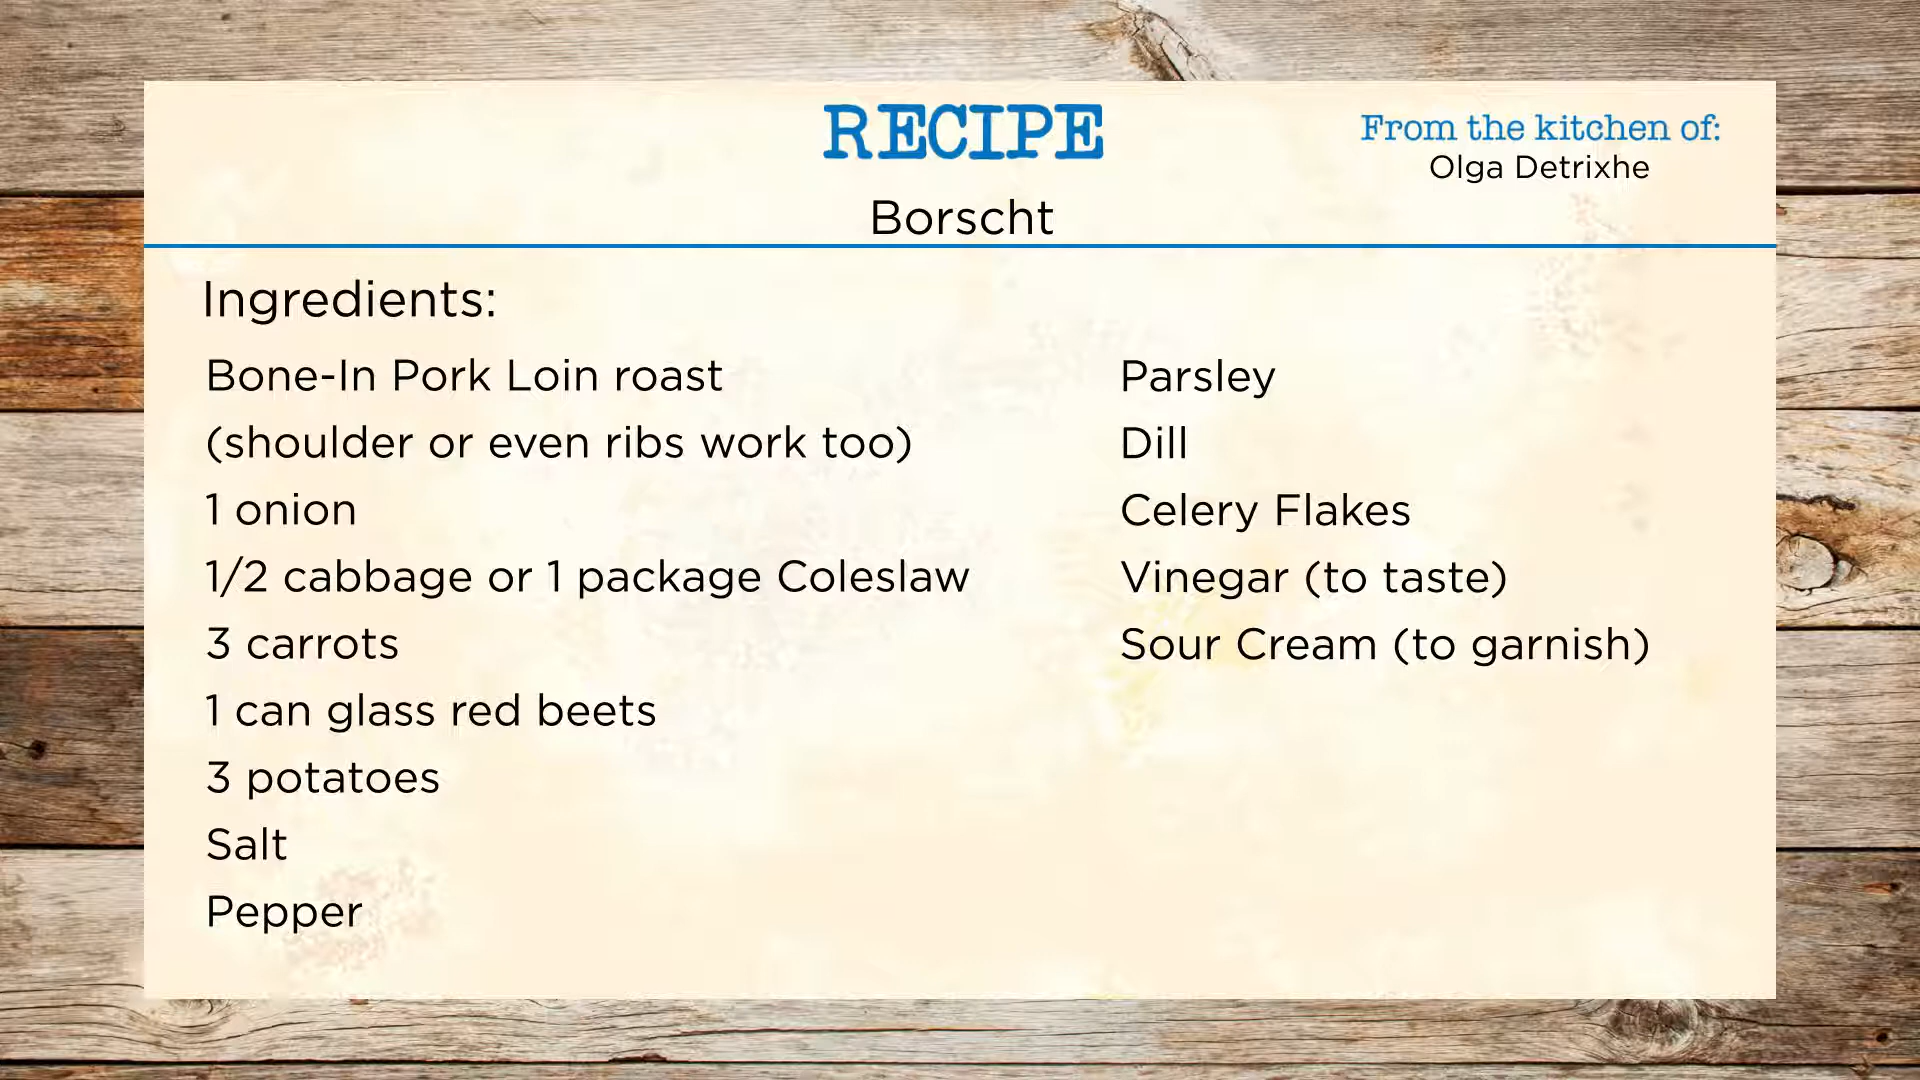 RECIPE
From the kitchen of:
Olga Detrixhe
Borscht
Ingredients:
Bone-In Pork Loin roast
(shoulder or even ribs work too)
1 onion
1/2 cabbage or 1 package Coleslaw
3 carrots
1 can glass red beets
3 potatoes
Salt
Pepper
Parsley
Dill
Celery Flakes
Vinegar (to taste)
Sour Cream (to garnish)